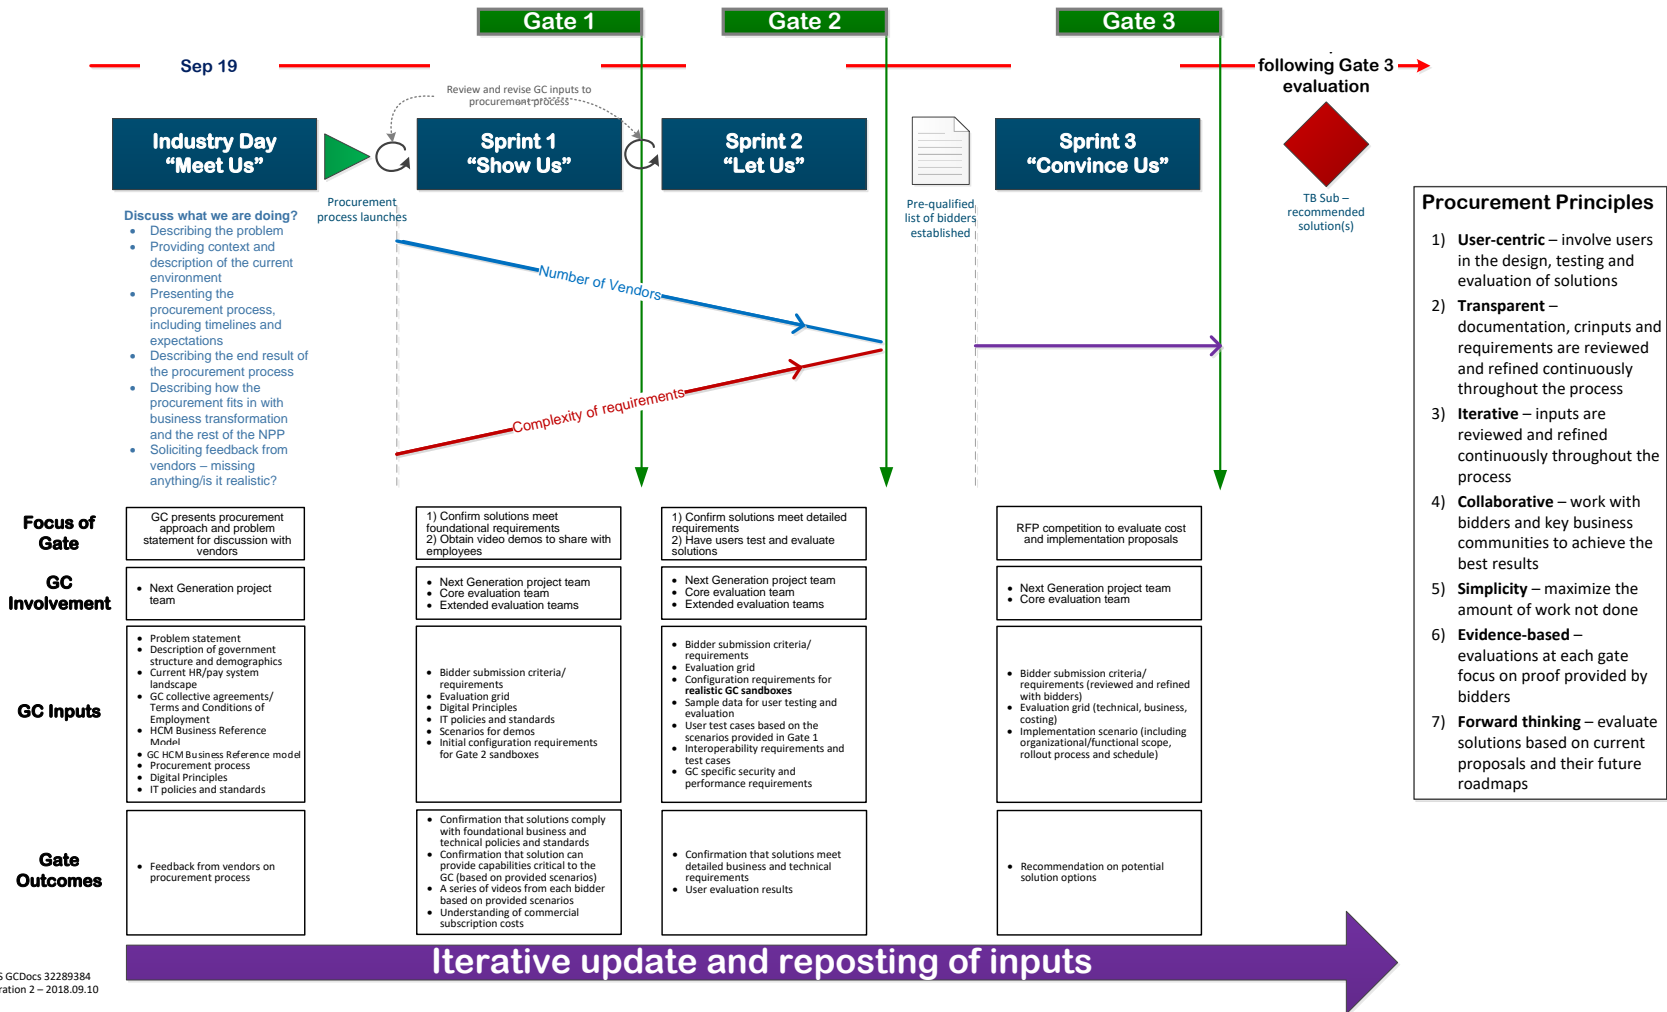 Gate 1
Gate 2
Gate 3
Sep 19
following Gate 3
evaluation
Review and revise GC inputs to
procurement process
Industry Day
“Meet Us”
Sprint 1
“Show Us”
Sprint 2
“Let Us”
Sprint 3
“Convince Us”
Procurement
process launches
Pre-qualified
list of bidders
established
TB Sub –
recommended
solution(s)
Discuss what we are doing?
• Describing the problem
• Providing context and
description of the current
environment
• Presenting the
procurement process,
including timelines and
expectations
• Describing the end result of
the procurement process
• Describing how the
procurement fits in with
business transformation
and the rest of the NPP
• Soliciting feedback from
vendors – missing
anything/is it realistic?
Number of Vendors
Complexity of requirements
Procurement Principles
1) User-centric – involve users
in the design, testing and
evaluation of solutions
2) Transparent –
documentation, crinputs and
requirements are reviewed
and refined continuously
throughout the process
3) Iterative – inputs are
reviewed and refined
continuously throughout the
process
4) Collaborative – work with
bidders and key business
communities to achieve the
best results
5) Simplicity – maximize the
amount of work not done
6) Evidence-based –
evaluations at each gate
focus on proof provided by
bidders
7) Forward thinking – evaluate
solutions based on current
proposals and their future
roadmaps
Focus of
Gate
GC presents procurement
approach and problem
statement for discussion with
vendors
1) Confirm solutions meet
foundational requirements
2) Obtain video demos to share with
employees
1) Confirm solutions meet detailed
requirements
2) Have users test and evaluate
solutions
RFP competition to evaluate cost
and implementation proposals
GC
Involvement
• Next Generation project
team
• Next Generation project team
• Core evaluation team
• Extended evaluation teams
• Next Generation project team
• Core evaluation team
• Extended evaluation teams
• Next Generation project team
• Core evaluation team
GC Inputs
• Problem statement
• Description of government
structure and demographics
• Current HR/pay system
landscape
• GC collective agreements/
Terms and Conditions of
Employment
• HCM Business Reference
Model
• GC HCM Business Reference model
• Procurement process
• Digital Principles
• IT policies and standards
• Bidder submission criteria/
requirements
• Evaluation grid
• Digital Principles
• IT policies and standards
• Scenarios for demos
• Initial configuration requirements
for Gate 2 sandboxes
• Bidder submission criteria/
requirements
• Evaluation grid
• Configuration requirements for
realistic GC sandboxes
• Sample data for user testing and
evaluation
• User test cases based on the
scenarios provided in Gate 1
• Interoperability requirements and
test cases
• GC specific security and
performance requirements
• Bidder submission criteria/
requirements (reviewed and refined
with bidders)
• Evaluation grid (technical, business,
costing)
• Implementation scenario (including
organizational/functional scope,
rollout process and schedule)
Gate
Outcomes
• Feedback from vendors on
procurement process
• Confirmation that solutions comply
with foundational business and
technical policies and standards
• Confirmation that solution can
provide capabilities critical to the
GC (based on provided scenarios)
• A series of videos from each bidder
based on provided scenarios
• Understanding of commercial
subscription costs
• Confirmation that solutions meet
detailed business and technical
requirements
• User evaluation results
• Recommendation on potential
solution options
Iterative update and reposting of inputs
GCDocs 32289384
2 – 2018.09.10